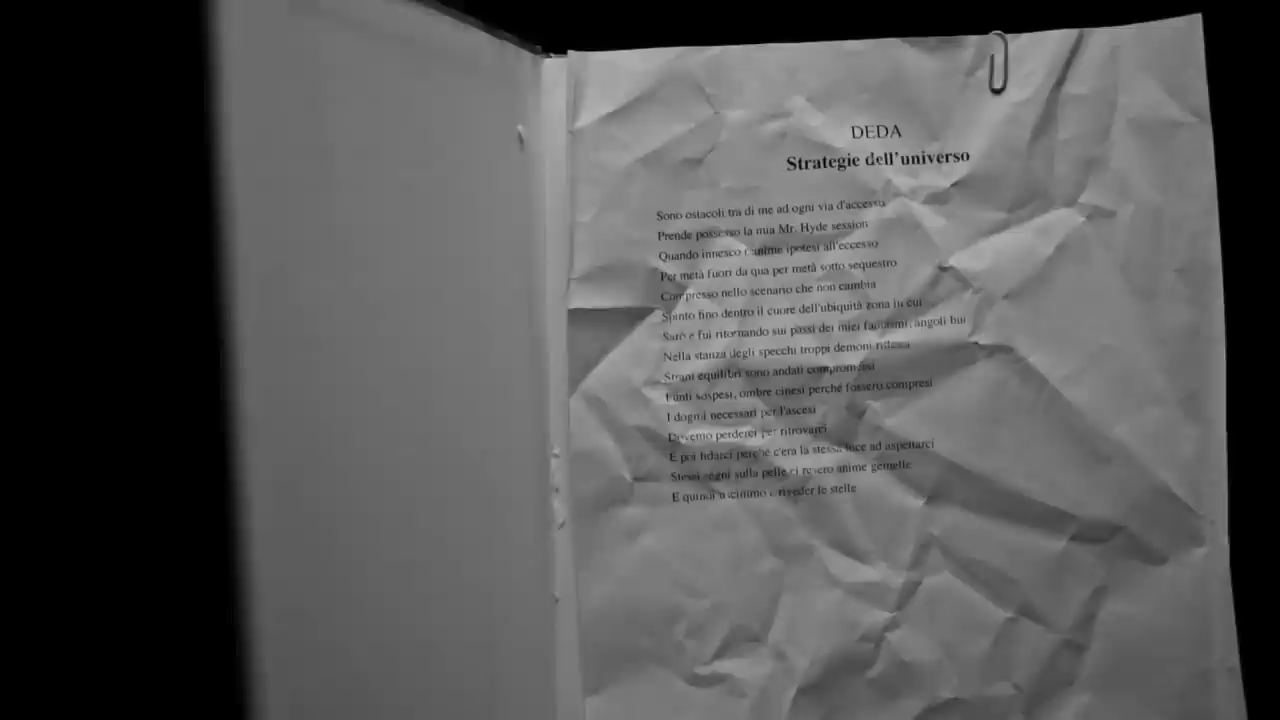 DEDA
Strategie dell'universo
Sono ostacoli tra di me ad ogni via d'accesso
Prende possesso la mia Mr. Hyde session
Quando innesco ipotesi all'eccesso
Per metà fuori da qua per metà sotto sequestro
Compresso nello scenario che non cambia
Spinto fino dentro il cuore dell'ubiquità zona in cui
Sarò e fui ritornando sui passi dei miei fantasmi, angoli bui
Nella stanza degli specchi troppi demoni riflessi
Strani equilibri sono andati compromessi
Punti sospesi, ombre cinesi perché fossero compresi
I dogmi necessari per l'ascesi
Dovemo perderci per ritrovarci
E poi fidarci perché c'era la stessa luce ad aspettarci
Stessi segni sulla pelle ci resero anime gemelle
E quindi uscimmo a riveder le stelle